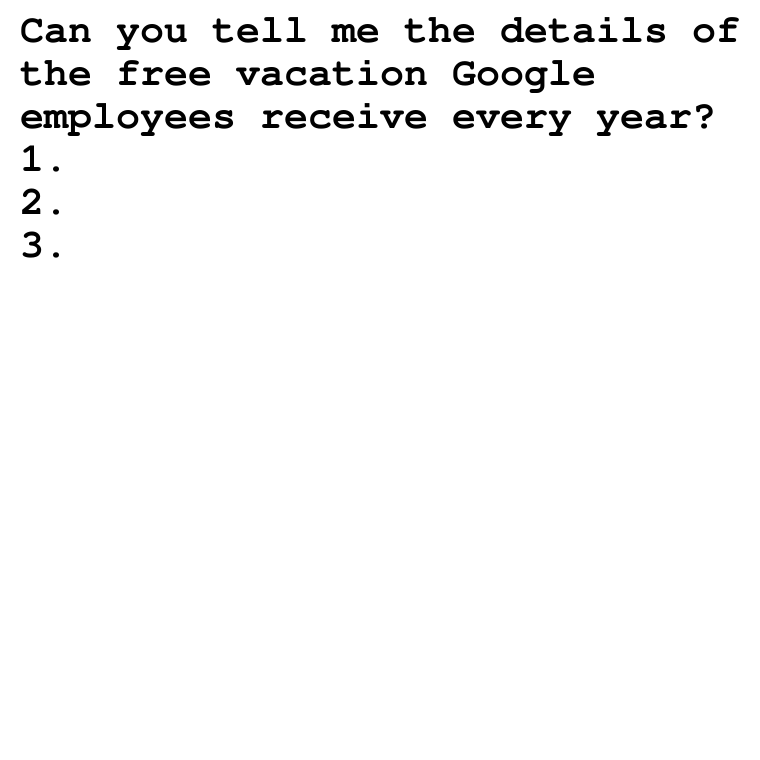 Can you tell me the details of
the free vacation Google
employees receive every year?
1.
2.
3.